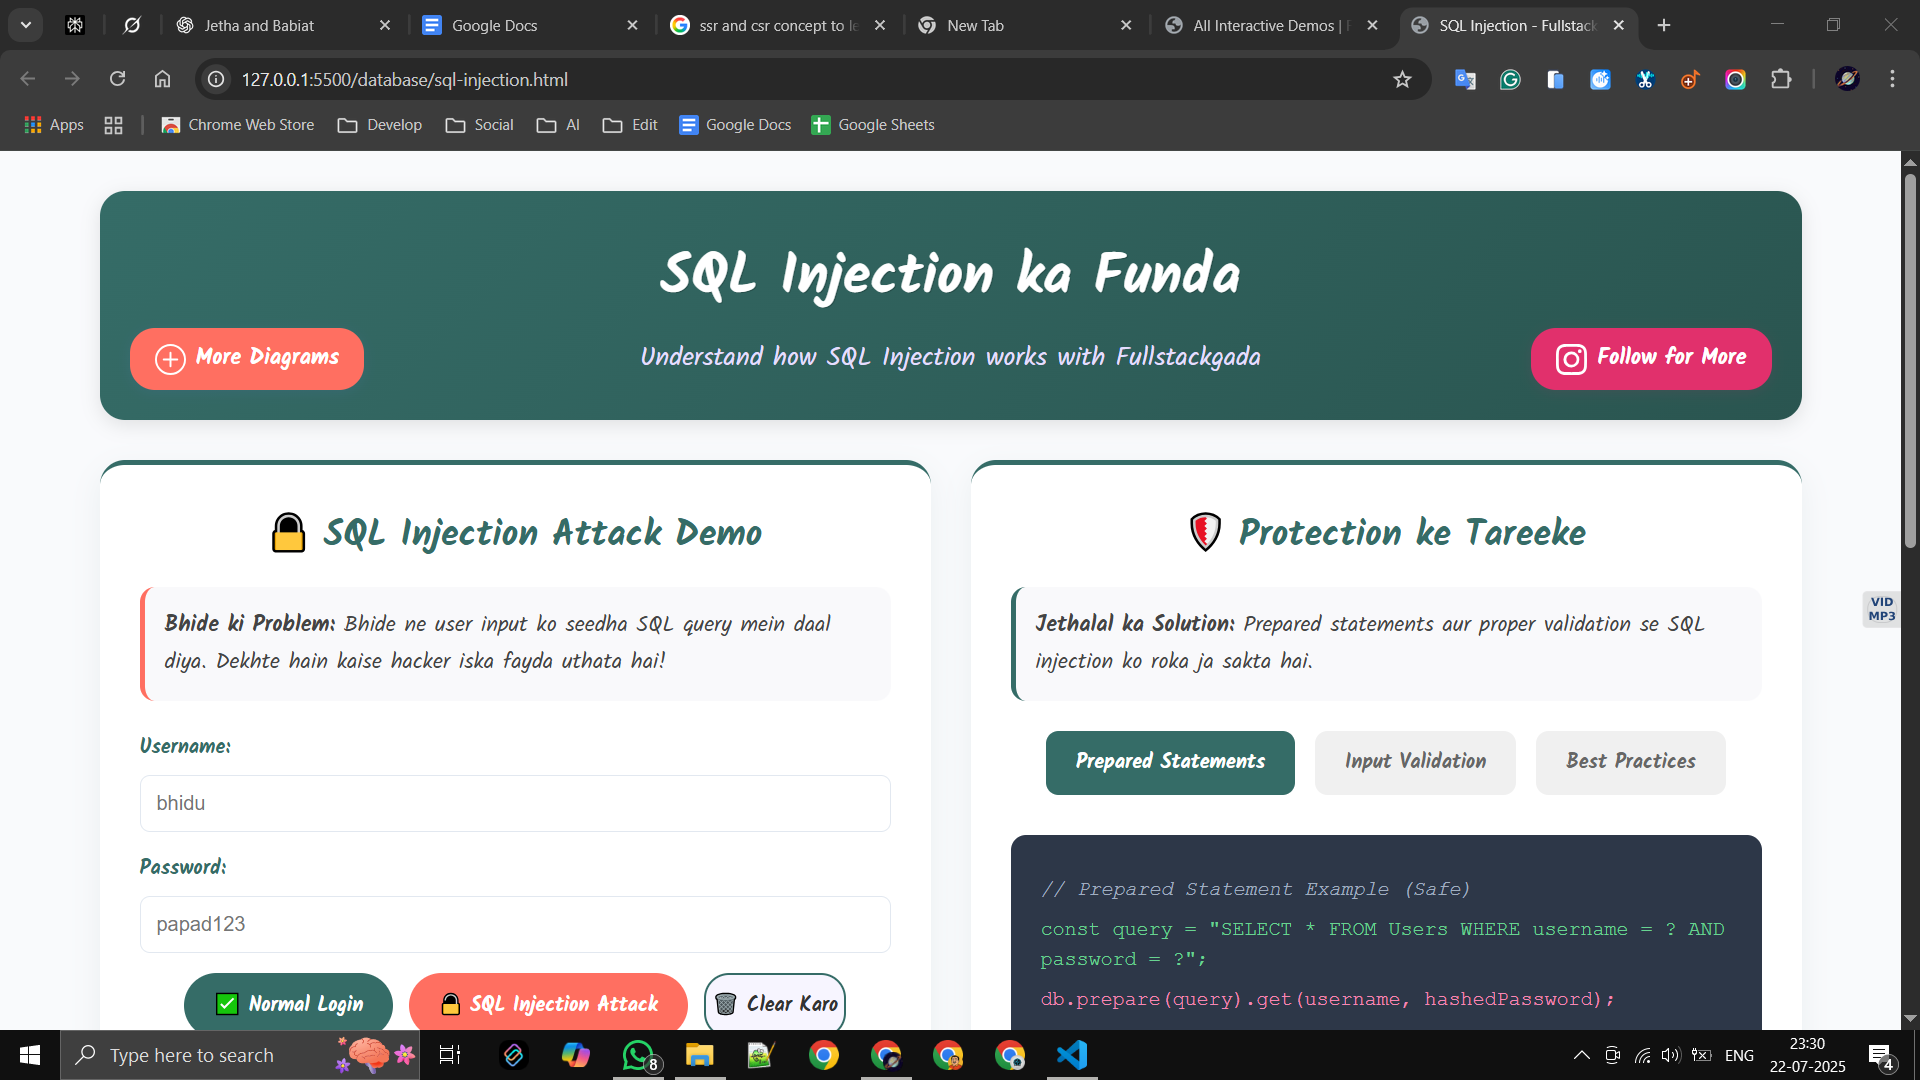 Jetha and Babiat
Google Docs
ssr and csr concept to le
New Tab
All Interactive Demos |
SQL Injection - Fullstack
127.0.0.1:5500/database/sql-injection.html
Apps
Chrome Web Store
Develop
Social
AI
Edit
Google Docs
Google Sheets
SQL Injection ka Funda
More Diagrams
Understand how SQL Injection works with Fullstackgada
Follow for More
SQL Injection Attack Demo
Bhide ki Problem: Bhide ne user input ko seedha SQL query mein daal
diya. Dekhte hain kaise hacker iska fayda uthata hai!
Username:
bhidu
Password:
papad123
Normal Login
SQL Injection Attack
Clear Karo
Protection ke Tareeke
Jethalal ka Solution: Prepared statements aur proper validation se SQL
injection ko roka ja sakta hai.
Prepared Statements
Input Validation
Best Practices
// Prepared Statement Example (Safe)
const query = "SELECT * FROM Users WHERE username = ? AND
password = ?";
db.prepare(query).get(username, hashedPassword);
VID
MP3
Type here to search
8
ENG
23:30
22-07-2025
4